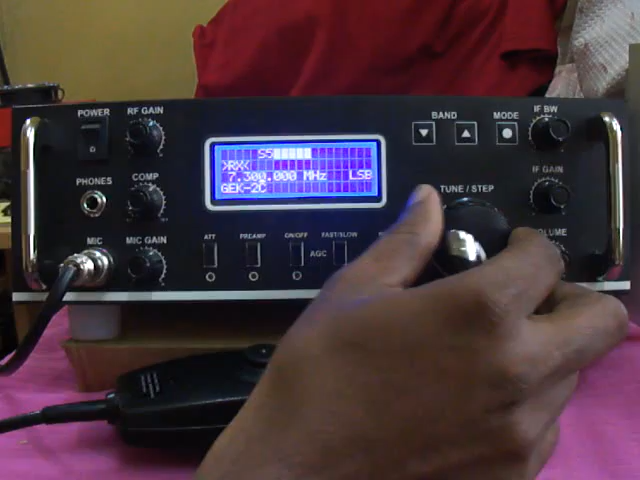 POWER
RF GAIN
BAND
MODE
IF BW
S5
>RX<
7.300.000 MHz LSB
GEK-2C
PHONES
COMP
TUNE / STEP
IF GAIN
MIC
MIC GAIN
ATT
PREAMP
ON/OFF
FAST/SLOW
AGC
VOLUME